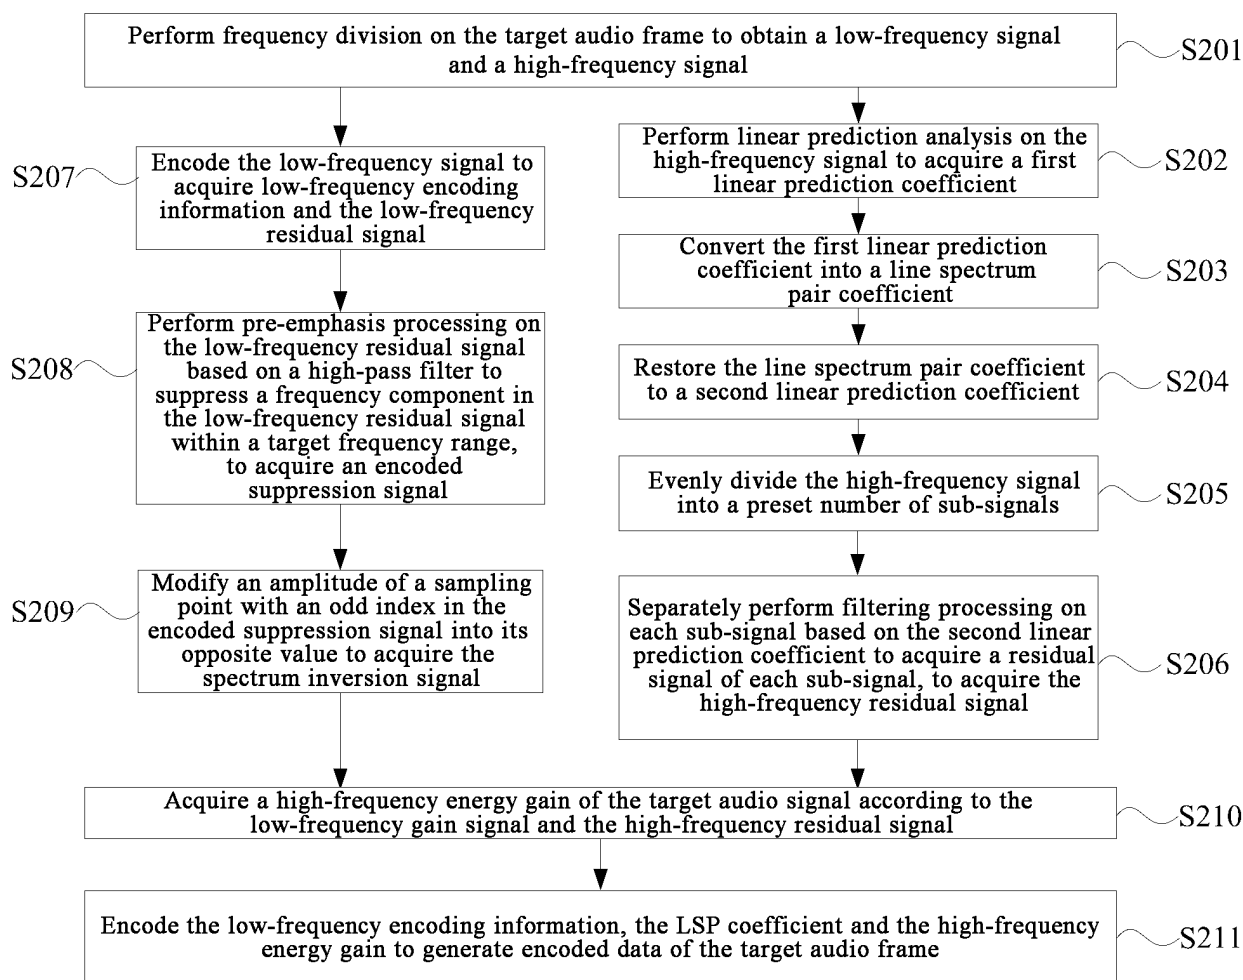 Perform frequency division on the target audio frame to obtain a low-frequency signal
and a high-frequency signal
S201
Encode the low-frequency signal to
acquire low-frequency encoding
information and the low-frequency
residual signal
S207
Perform pre-emphasis processing on
the low-frequency residual signal
based on a high-pass filter to
suppress a frequency component in
the low-frequency residual signal
within a target frequency range,
to acquire an encoded
suppression signal
S208
Modify an amplitude of a sampling
point with an odd index in the
encoded suppression signal into its
opposite value to acquire the
spectrum inversion signal
S209
Perform linear prediction analysis on the
high-frequency signal to acquire a first
linear prediction coefficient
S202
Convert the first linear prediction
coefficient into a line spectrum
pair coefficient
S203
Restore the line spectrum pair coefficient
to a second linear prediction coefficient
S204
Evenly divide the high-frequency signal
into a preset number of sub-signals
S205
Separately perform filtering processing on
each sub-signal based on the second linear
prediction coefficient to acquire a residual
signal of each sub-signal, to acquire the
high-frequency residual signal
S206
Acquire a high-frequency energy gain of the target audio signal according to the
low-frequency gain signal and the high-frequency residual signal
S210
Encode the low-frequency encoding information, the LSP coefficient and the high-frequency
energy gain to generate encoded data of the target audio frame
S211